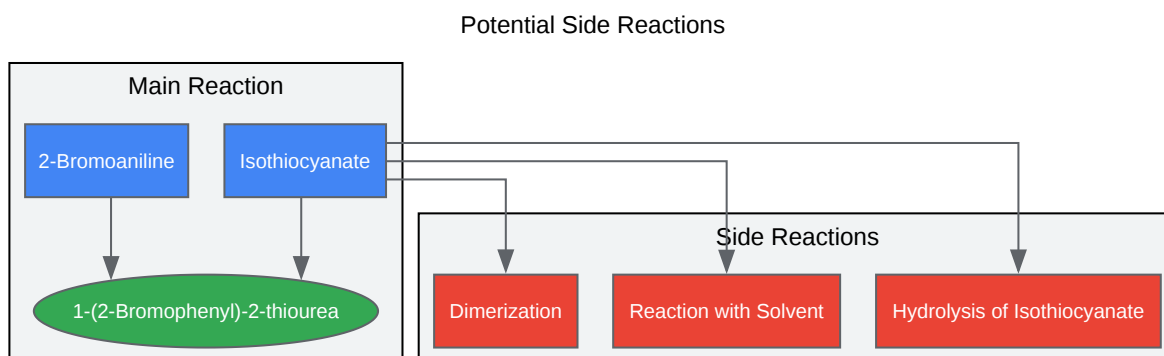 Potential Side Reactions
Main Reaction
2-Bromoaniline
Isothiocyanate
1-(2-Bromophenyl)-2-thiourea
Side Reactions
Dimerization
Reaction with Solvent
Hydrolysis of Isothiocyanate